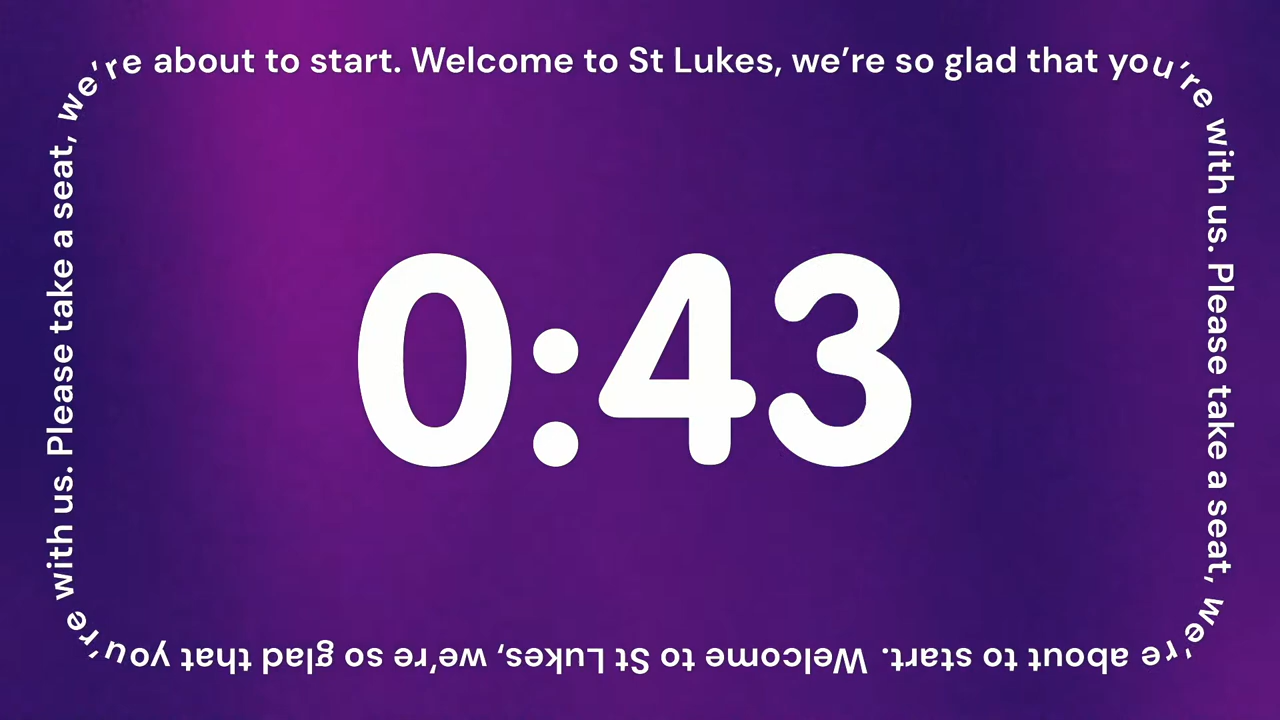 we’re about to start. Welcome to St Lukes, we’re so glad that you’re with us. Please take a seat, we’re about to start. Welcome to St Lukes, we’re so glad that you’re with us. Please take a seat,
0:43